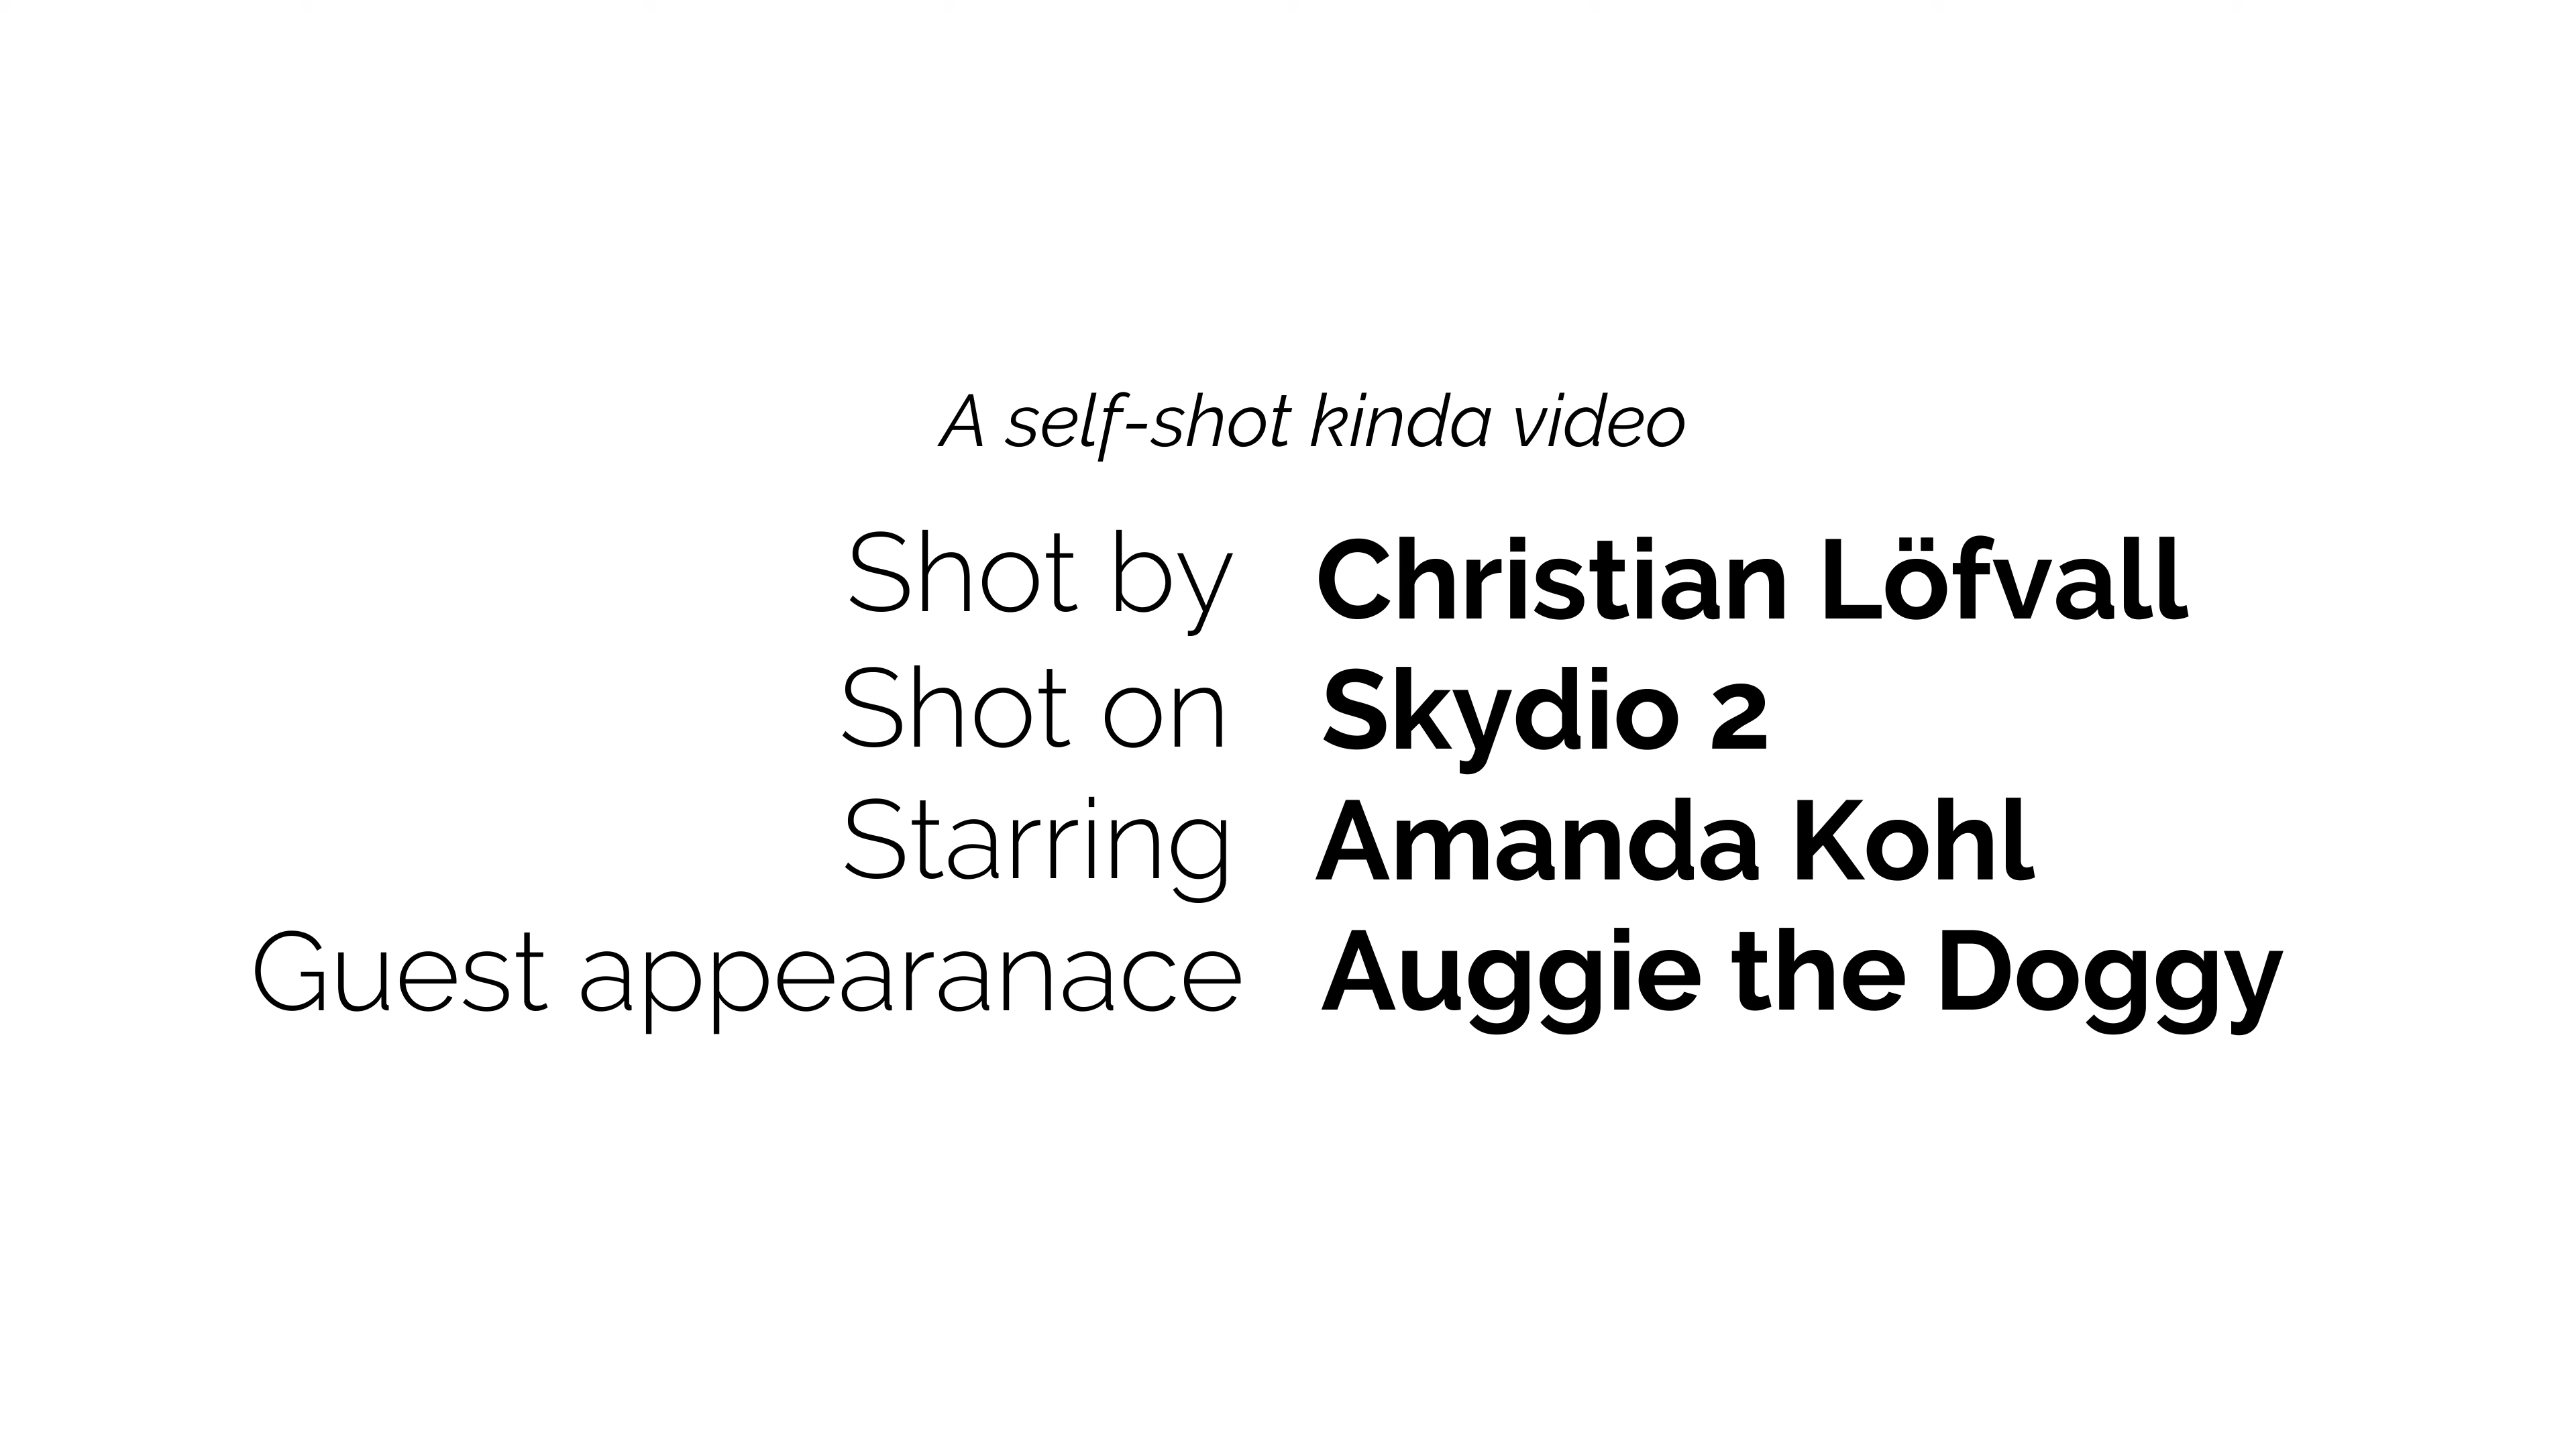 A self-shot kinda video
Shot by Christian Löfvall
Shot on Skydio 2
Starring Amanda Kohl
Guest appearanace Auggie the Doggy